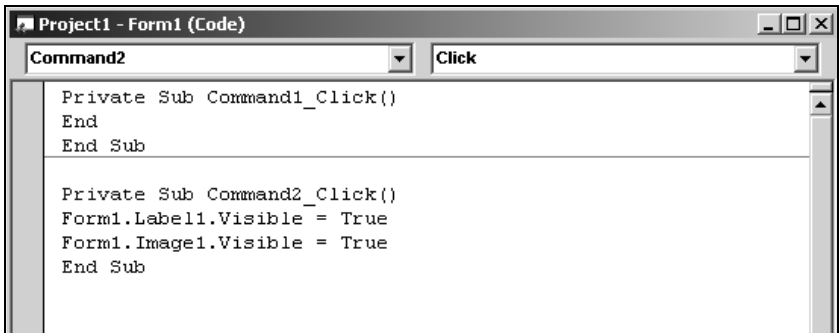 Project1 - Form1 (Code)
Command2 Click
Private Sub Command1_Click()
End
End Sub
Private Sub Command2_Click()
Form1.Label1.Visible = True
Form1.Image1.Visible = True
End Sub